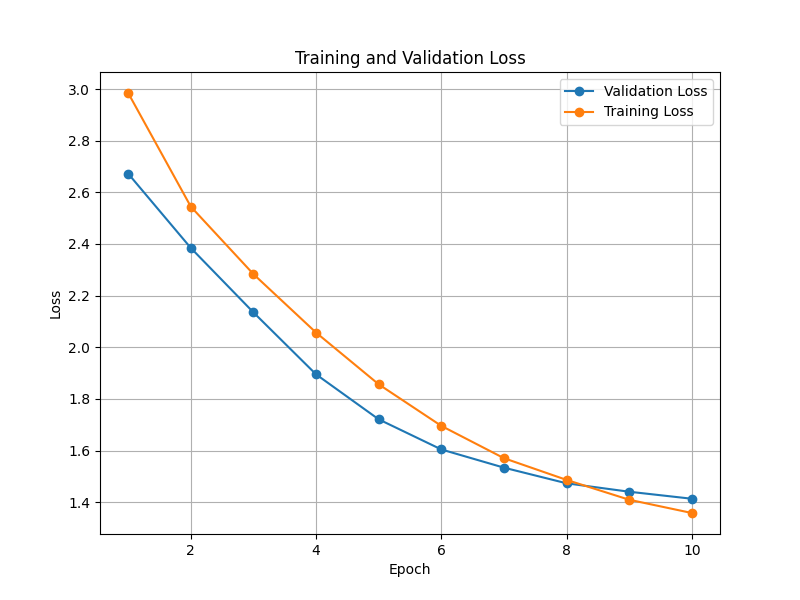 Training and Validation Loss
Validation Loss
Training Loss
3.0
2.8
2.6
2.4
2.2
2.0
1.8
1.6
1.4
Loss
2 4 6 8 10
Epoch